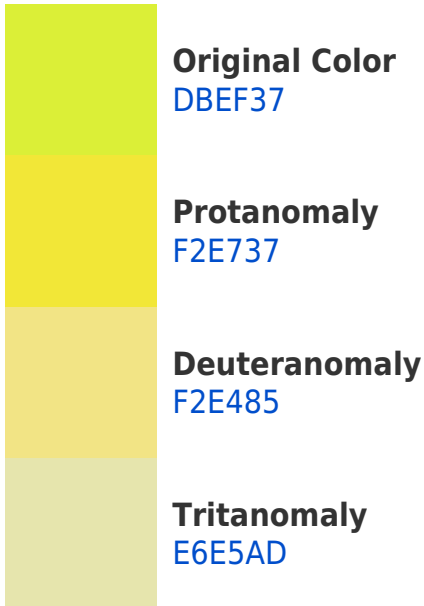 Original Color
DBEF37
Protanomaly
F2E737
Deuteranomaly
F2E485
Tritanomaly
E6E5AD